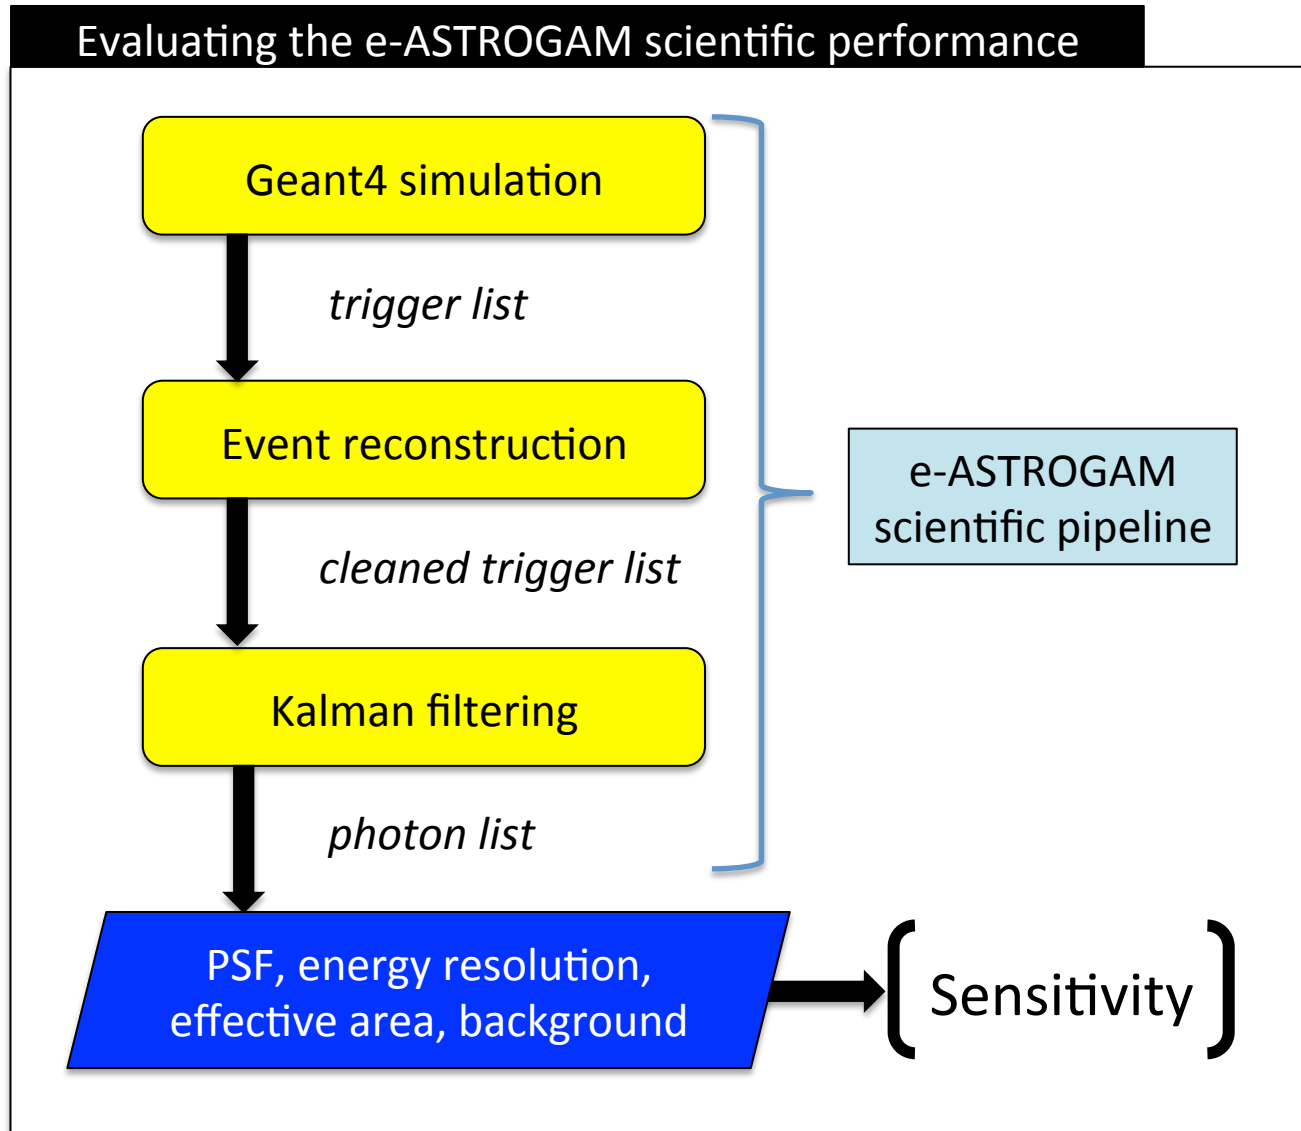 Evaluating the e-ASTROGAM scientific performance
Geant4 simulation
trigger list
Event reconstruction
cleaned trigger list
Kalman filtering
photon list
e-ASTROGAM
scientific pipeline
PSF, energy resolution,
effective area, background
Sensitivity